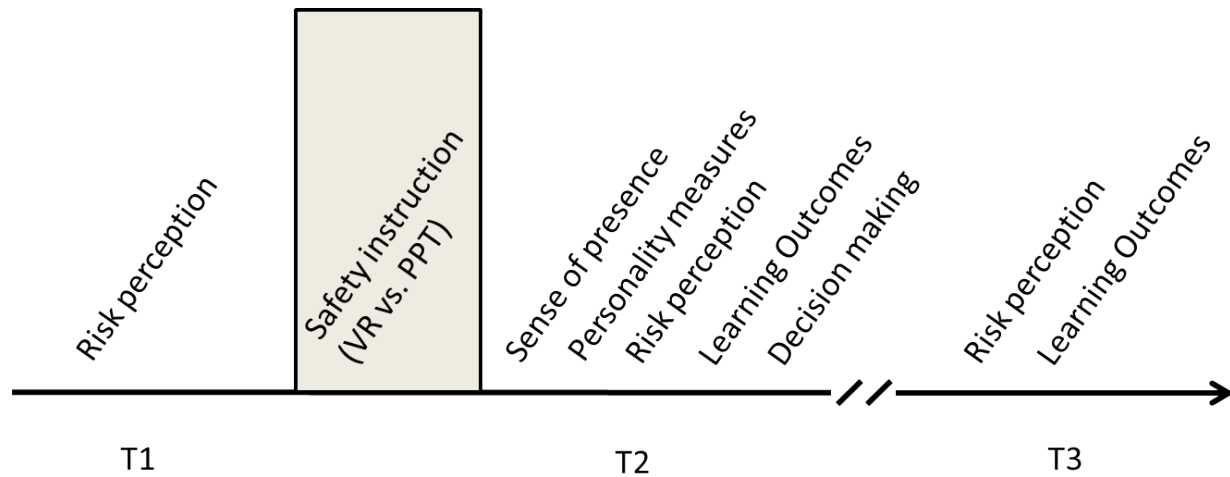 Risk perception
Safety instruction
(VR vs. PPT)
Sense of presence
Personality measures
Risk perception
Learning Outcomes
Decision making
Risk perception
Learning Outcomes
T1
T2
T3